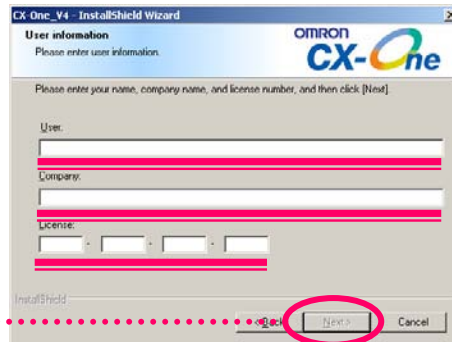 CX-One_V4 - InstallShield Wizard
User information
Please enter user information.
OMRON
CX-One
Please enter your name, company name, and license number, and then click [Next].
User:
Company:
License:
- - -
InstallShield
< Back Next > Cancel